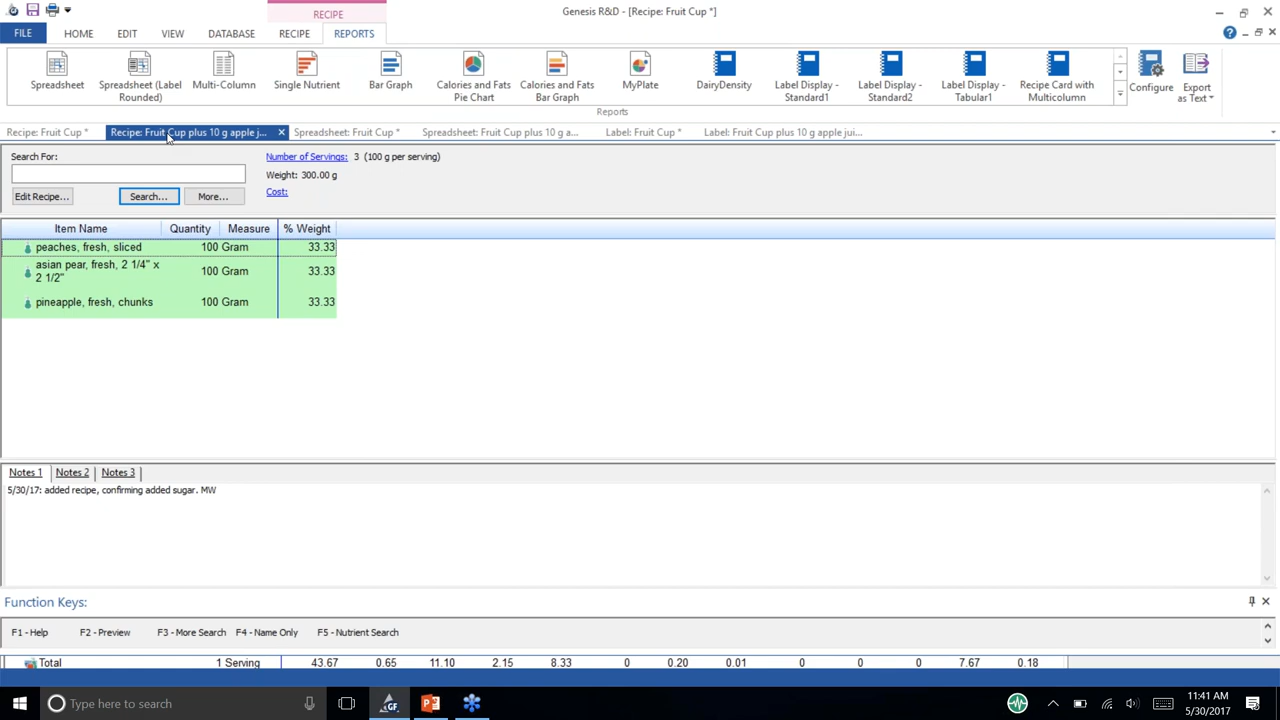 RECIPE
Genesis R&D - [Recipe: Fruit Cup *]
FILE
HOME
EDIT
VIEW
DATABASE
RECIPE
REPORTS
Spreadsheet
Spreadsheet (Label
Rounded)
Multi-Column
Single Nutrient
Bar Graph
Calories and Fats
Pie Chart
Calories and Fats
Bar Graph
MyPlate
DairyDensity
Label Display -
Standard1
Label Display -
Standard2
Label Display -
Tabular1
Recipe Card with
Multicolumn
Configure
Export
as Text
Reports
Recipe: Fruit Cup *
Recipe: Fruit Cup plus 10 g apple j...
Spreadsheet: Fruit Cup *
Spreadsheet: Fruit Cup plus 10 g a...
Label: Fruit Cup *
Label: Fruit Cup plus 10 g apple jui...
Search For:
Number of Servings: 3 (100 g per serving)
Weight: 300.00 g
Edit Recipe...
Search...
More...
Cost:
Item Name Quantity Measure % Weight
peaches, fresh, sliced 100 Gram 33.33
asian pear, fresh, 2 1/4" x
2 1/2" 100 Gram 33.33
pineapple, fresh, chunks 100 Gram 33.33
Notes 1 Notes 2 Notes 3
5/30/17: added recipe, confirming added sugar. MW
Function Keys:
F1 - Help F2 - Preview F3 - More Search F4 - Name Only F5 - Nutrient Search
Total 1 Serving 43.67 0.65 11.10 2.15 8.33 0 0.20 0.01 0 0 0 7.67 0.18
Type here to search
GF
11:41 AM
5/30/2017